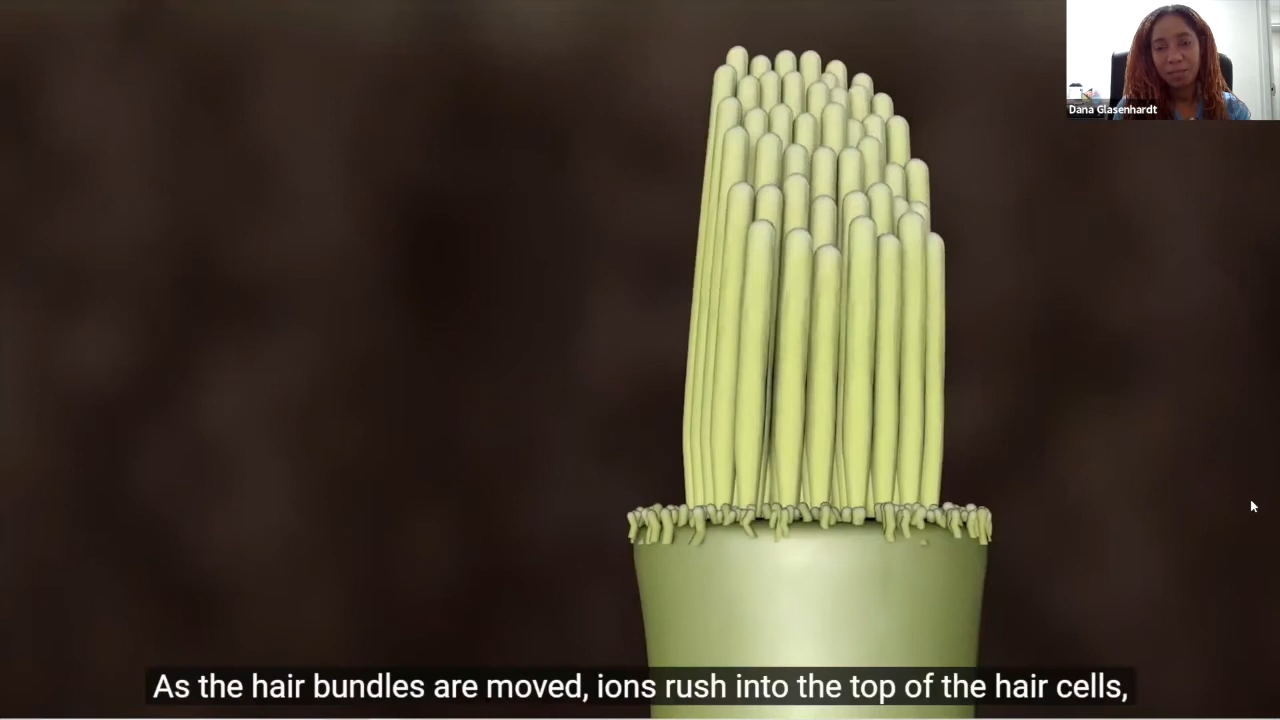 Dana Glasenhardt
As the hair bundles are moved, ions rush into the top of the hair cells,